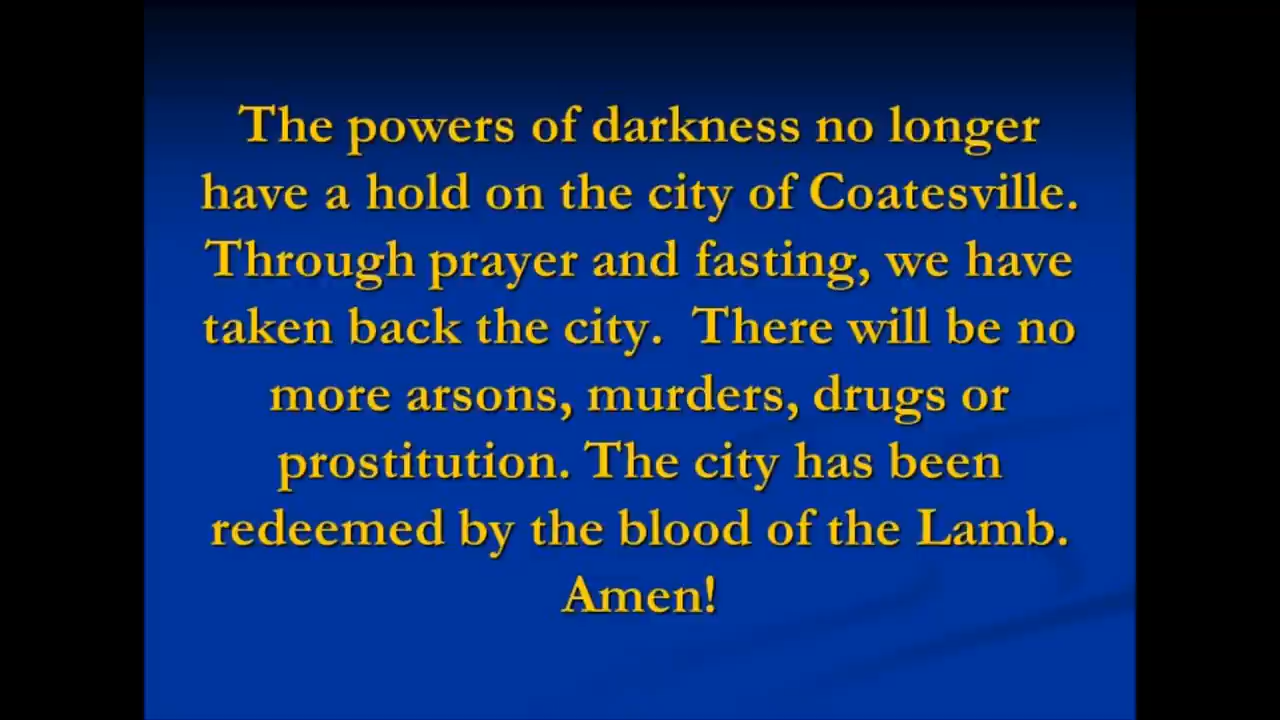 The powers of darkness no longer
have a hold on the city of Coatesville.
Through prayer and fasting, we have
taken back the city.  There will be no
more arsons, murders, drugs or
prostitution. The city has been
redeemed by the blood of the Lamb.
Amen!